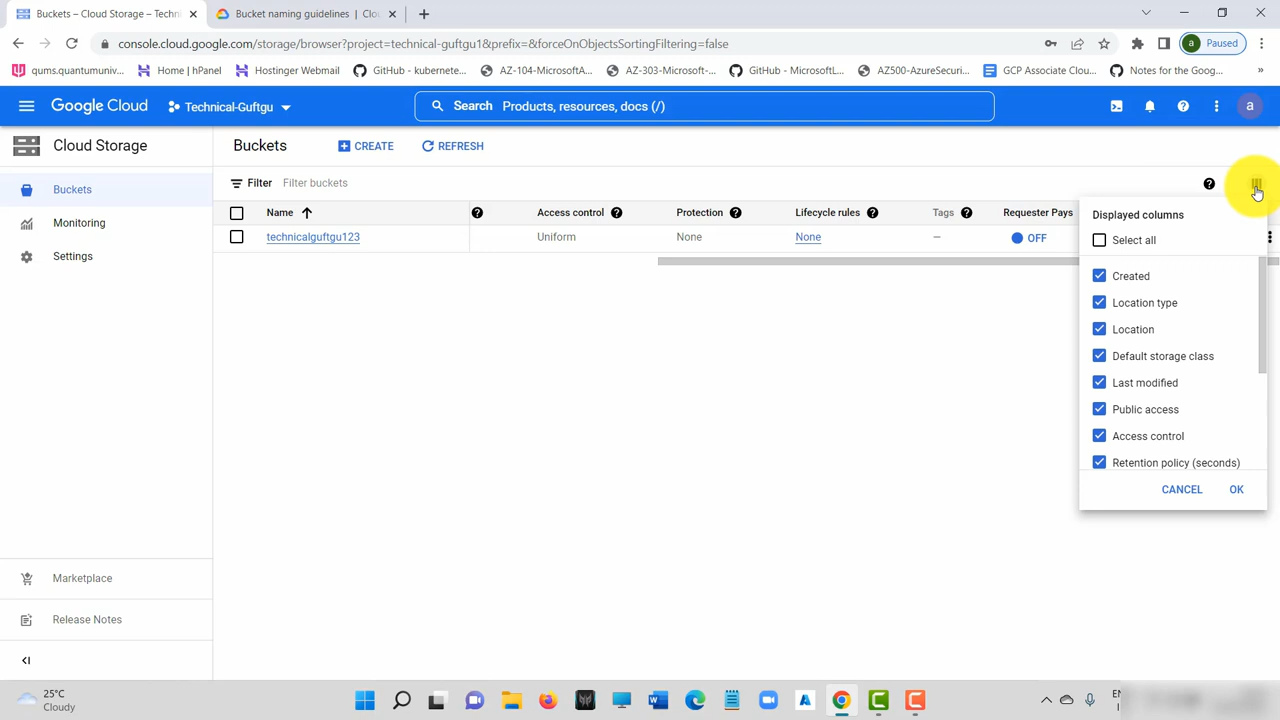 Buckets – Cloud Storage – Techni
Bucket naming guidelines | Clou
console.cloud.google.com/storage/browser?project=technical-guftgu1&prefix=&forceOnObjectsSortingFiltering=false
a Paused
qums.quantumuniv...
Home | hPanel
Hostinger Webmail
GitHub - kubernete...
AZ-104-MicrosoftA...
AZ-303-Microsoft-...
GitHub - MicrosoftL...
AZ500-AzureSecuri...
GCP Associate Clou...
Notes for the Goog...
»
Google Cloud
Technical-Guftgu
Search Products, resources, docs (/)
a
Cloud Storage
Buckets
CREATE
REFRESH
Buckets
Monitoring
Settings
Filter Filter buckets
Name Access control Protection Lifecycle rules Tags Requester Pays
technicalguftgu123 Uniform None None — OFF
Displayed columns
Select all
Created
Location type
Location
Default storage class
Last modified
Public access
Access control
Retention policy (seconds)
CANCEL OK
Marketplace
Release Notes
25°C
Cloudy